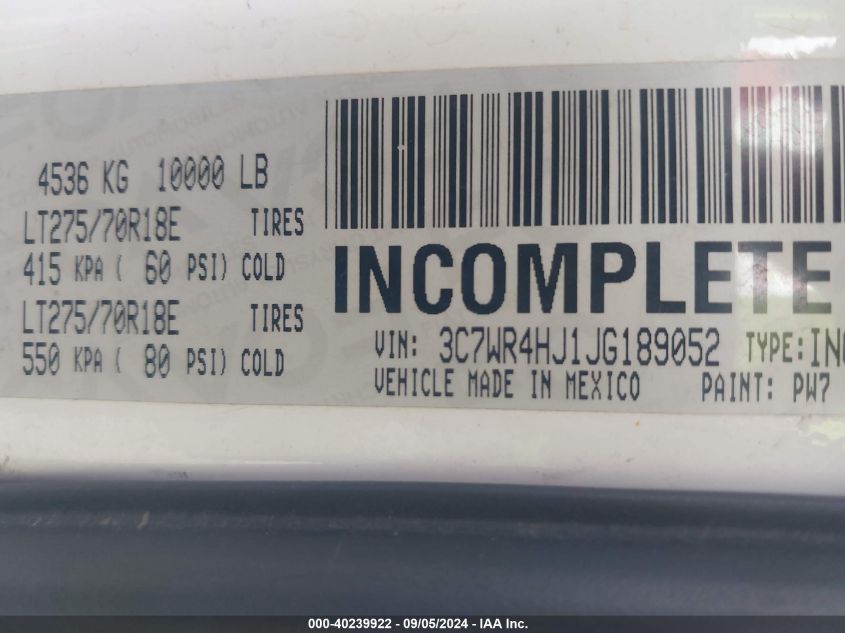 4536 KG 10000 LB
LT275/70R18E TIRES
415 KPA ( 60 PSI) COLD
LT275/70R18E TIRES
550 KPA ( 80 PSI) COLD
INCOMPLETE
VIN: 3C7WR4HJ1JG189052 TYPE:
VEHICLE MADE IN MEXICO PAINT: PW7
000-40239922 - 09/05/2024 - U.S.A. IAA Inc.